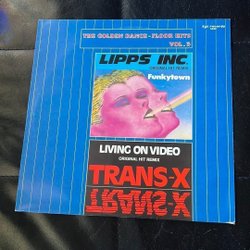 THE GOLDEN DANCE-FLOOR HITS
VOL. 3
LIPPS INC.
ORIGINAL HIT REMIX
Funkytown
LIVING ON VIDEO
ORIGINAL HIT REMIX
TRANS-X
TRANS-X